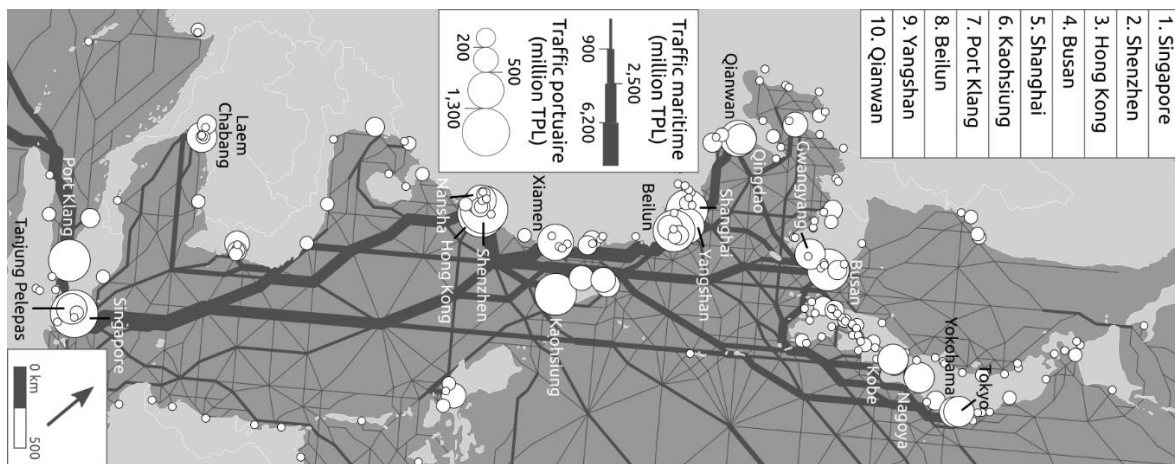 1. Singapore
2. Shenzhen
3. Hong Kong
4. Busan
5. Shanghai
6. Kaohsiung
7. Port Klang
8. Beilun
9. Yangshan
10. Qianwan
Tokyo
Yokohama
Nagoya
Kobe
Busan
Gwangyang
Qingdao
Qianwan
Shanghai
Yangshan
Beilun
Kaohsiung
Xiamen
Shenzhen
Hong Kong
Nansha
Traffic maritime
(million TPL)
900
2,500
6,200
Traffic portuaire
(million TPL)
200
500
1,300
Laem
Chabang
Port Klang
Singapore
Tanjung Pelepas
0 km
500